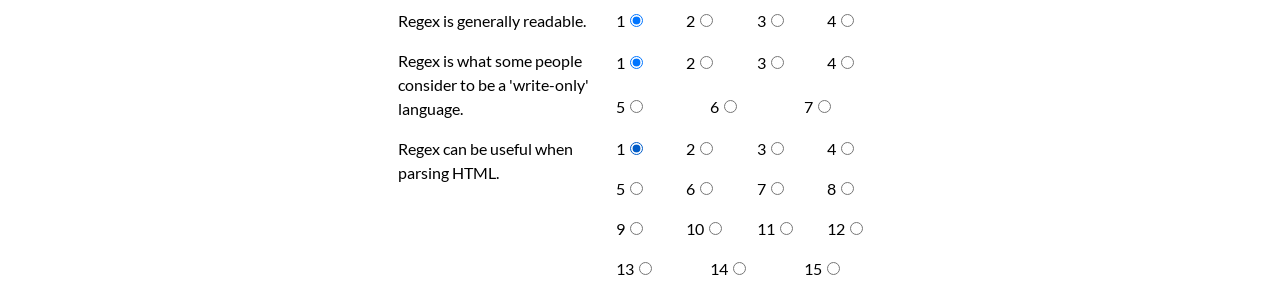 Regex is generally readable. 1 2 3 4
Regex is what some people consider to be a 'write-only' language. 1 2 3 4
5 6 7
Regex can be useful when parsing HTML. 1 2 3 4
5 6 7 8
9 10 11 12
13 14 15